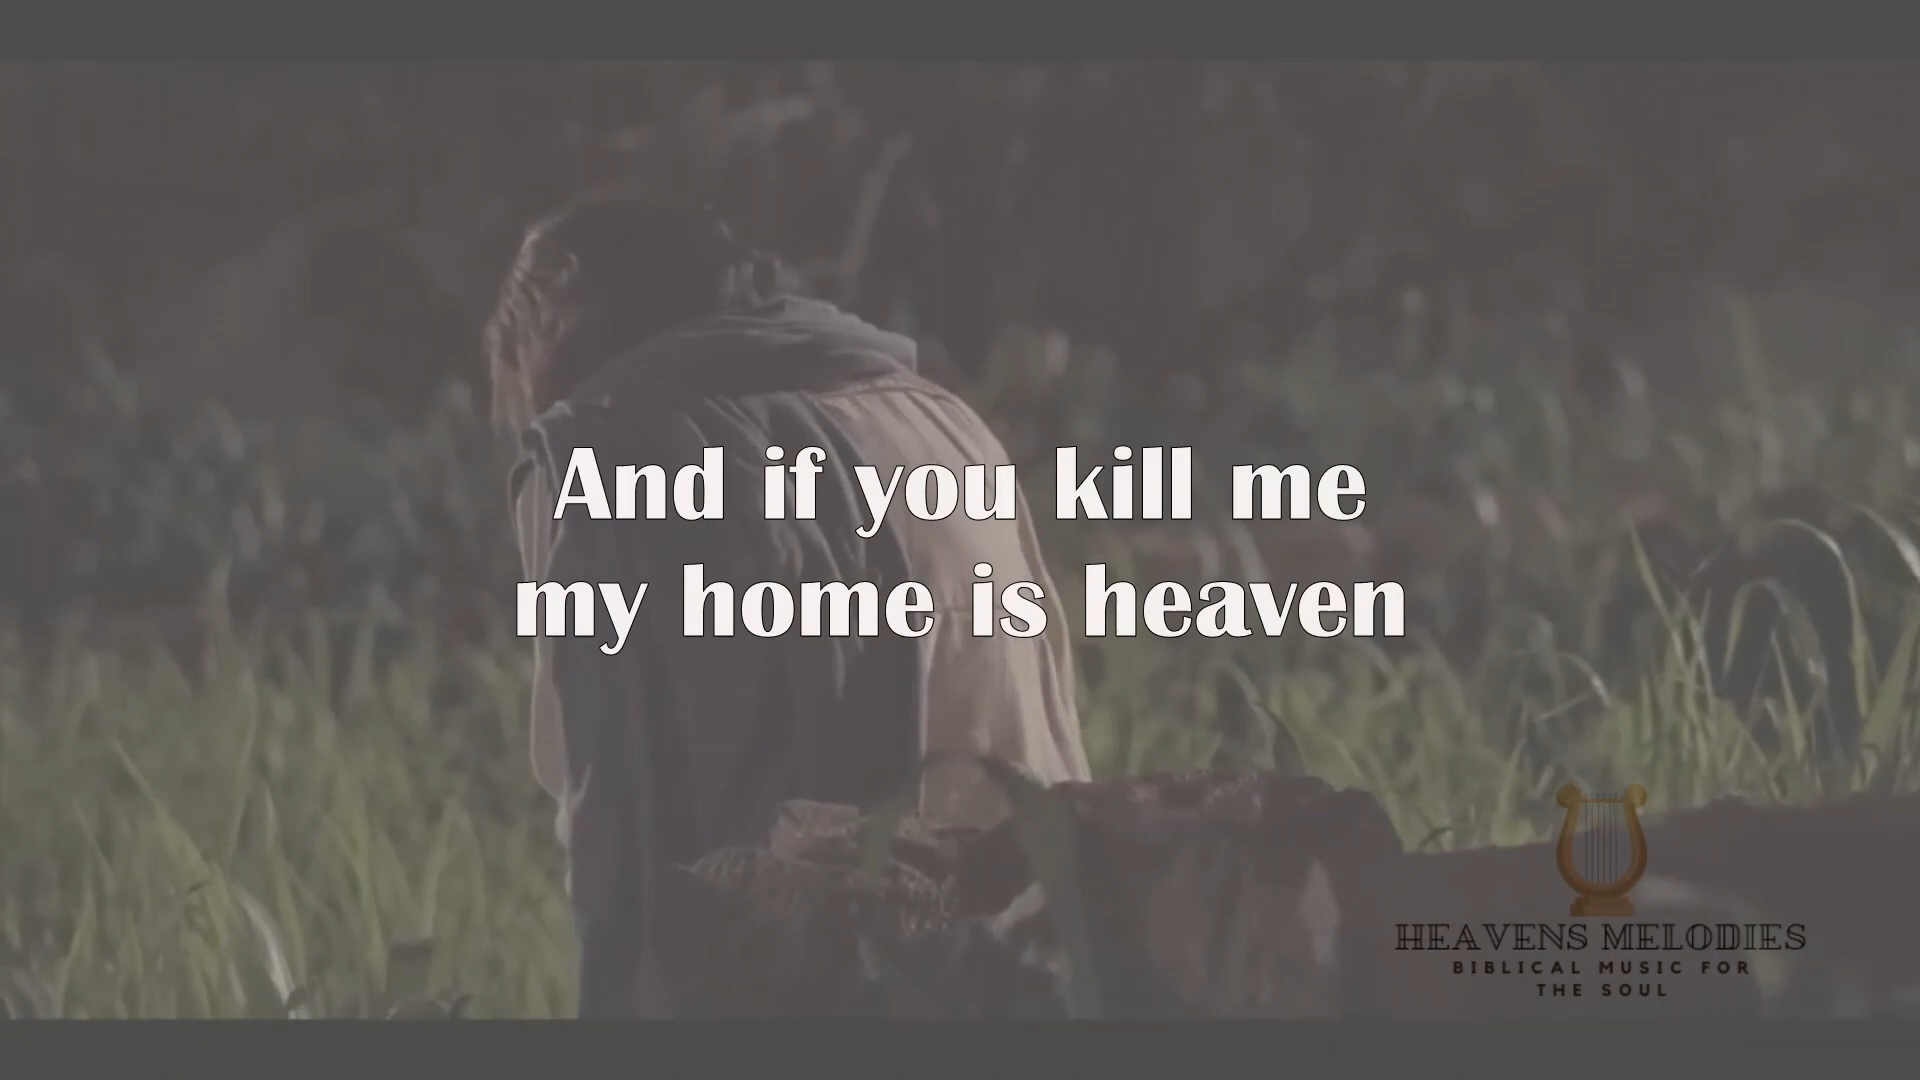 And if you kill me
my home is heaven
HEAVENS MELODIES
BIBLICAL MUSIC FOR
THE SOUL